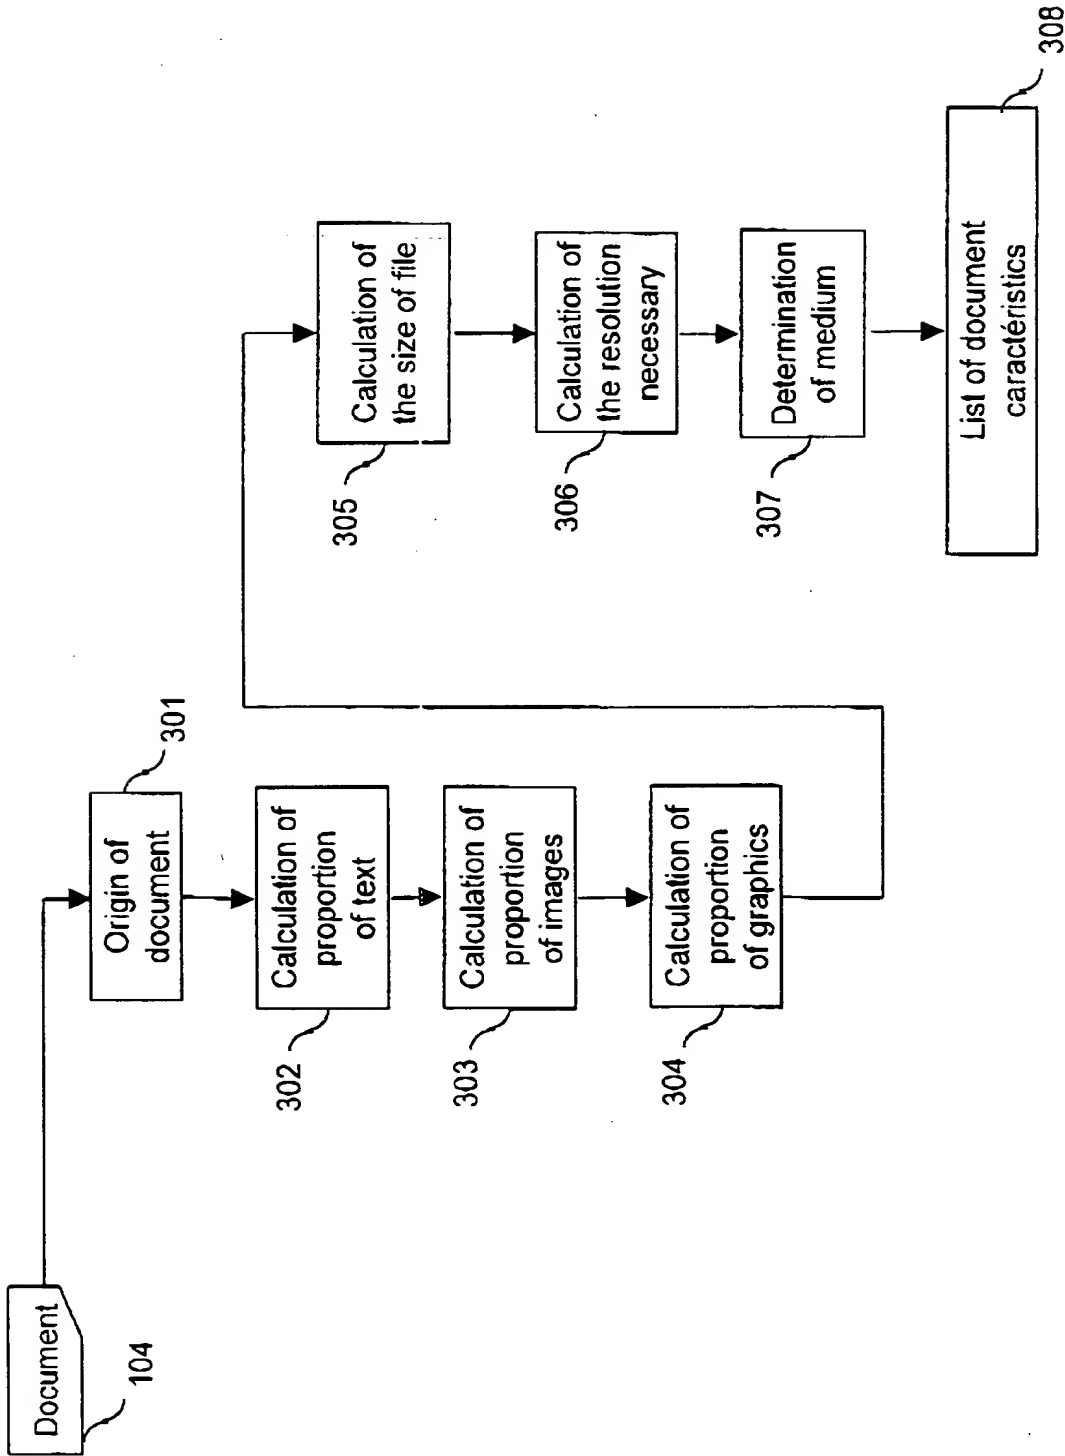 Document
104
Origin of
document
301
Calculation of
proportion
of text
302
Calculation of
proportion
of images
303
Calculation of
proportion
of graphics
304
Calculation of
the size of file
305
Calculation of
the resolution
necessary
306
Determination
of medium
307
List of document
caractéristics
308